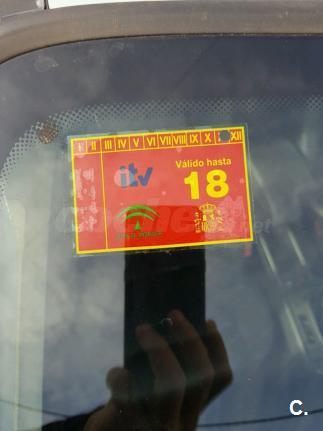 I II III IV V VI VII VIII IX X XII
itv
Válido hasta
18
C.